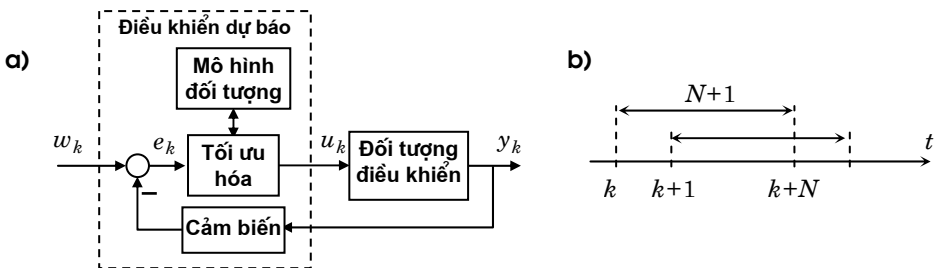 Điều khiển dự báo
a)
Mô hình
đối tượng
w_k
e_k
Tối ưu
hóa
u_k
Đối tượng
điều khiển
y_k
Cảm biến
b)
N+1
t
k
k+1
k+N